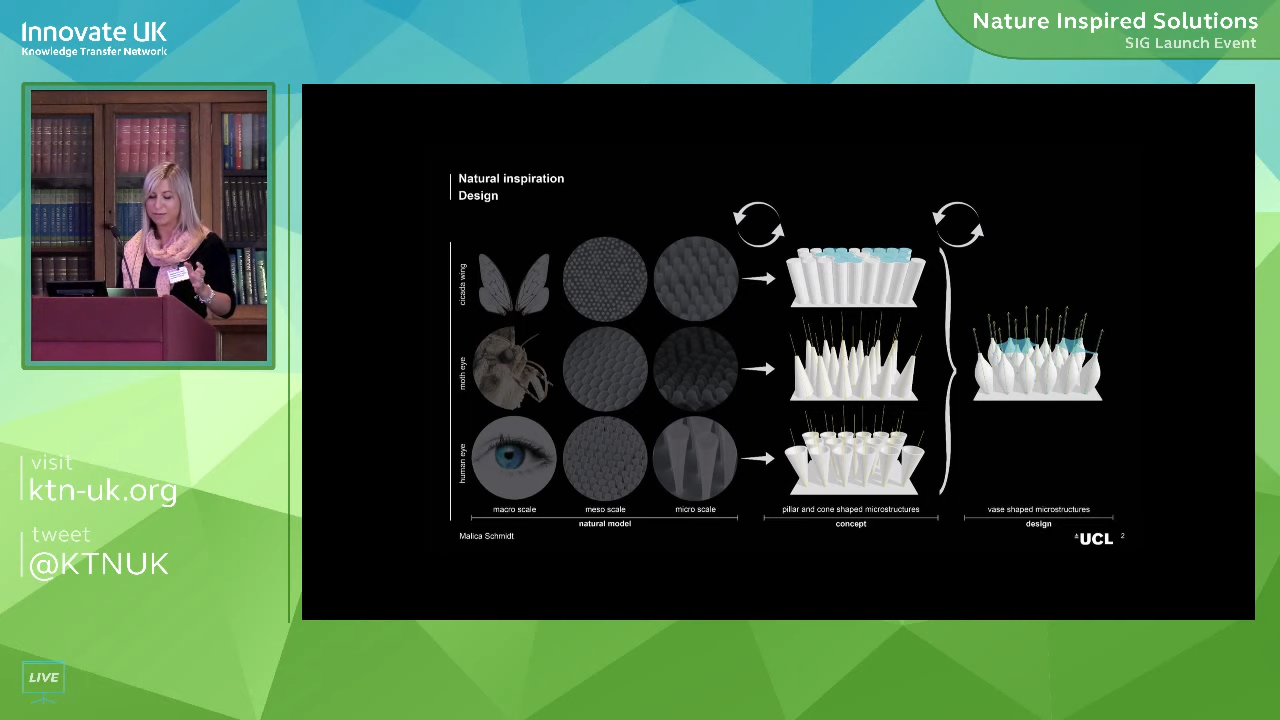 Innovate UK
Knowledge Transfer Network
Nature Inspired Solutions
SIG Launch Event
Natural inspiration
Design
cicada wing
moth eye
human eye
macro scale
meso scale
micro scale
natural model
pillar and cone shaped microstructures
concept
vase shaped microstructures
design
Malica Schmidt
UCL
2
visit
ktn-uk.org
tweet
@KTNUK
LIVE